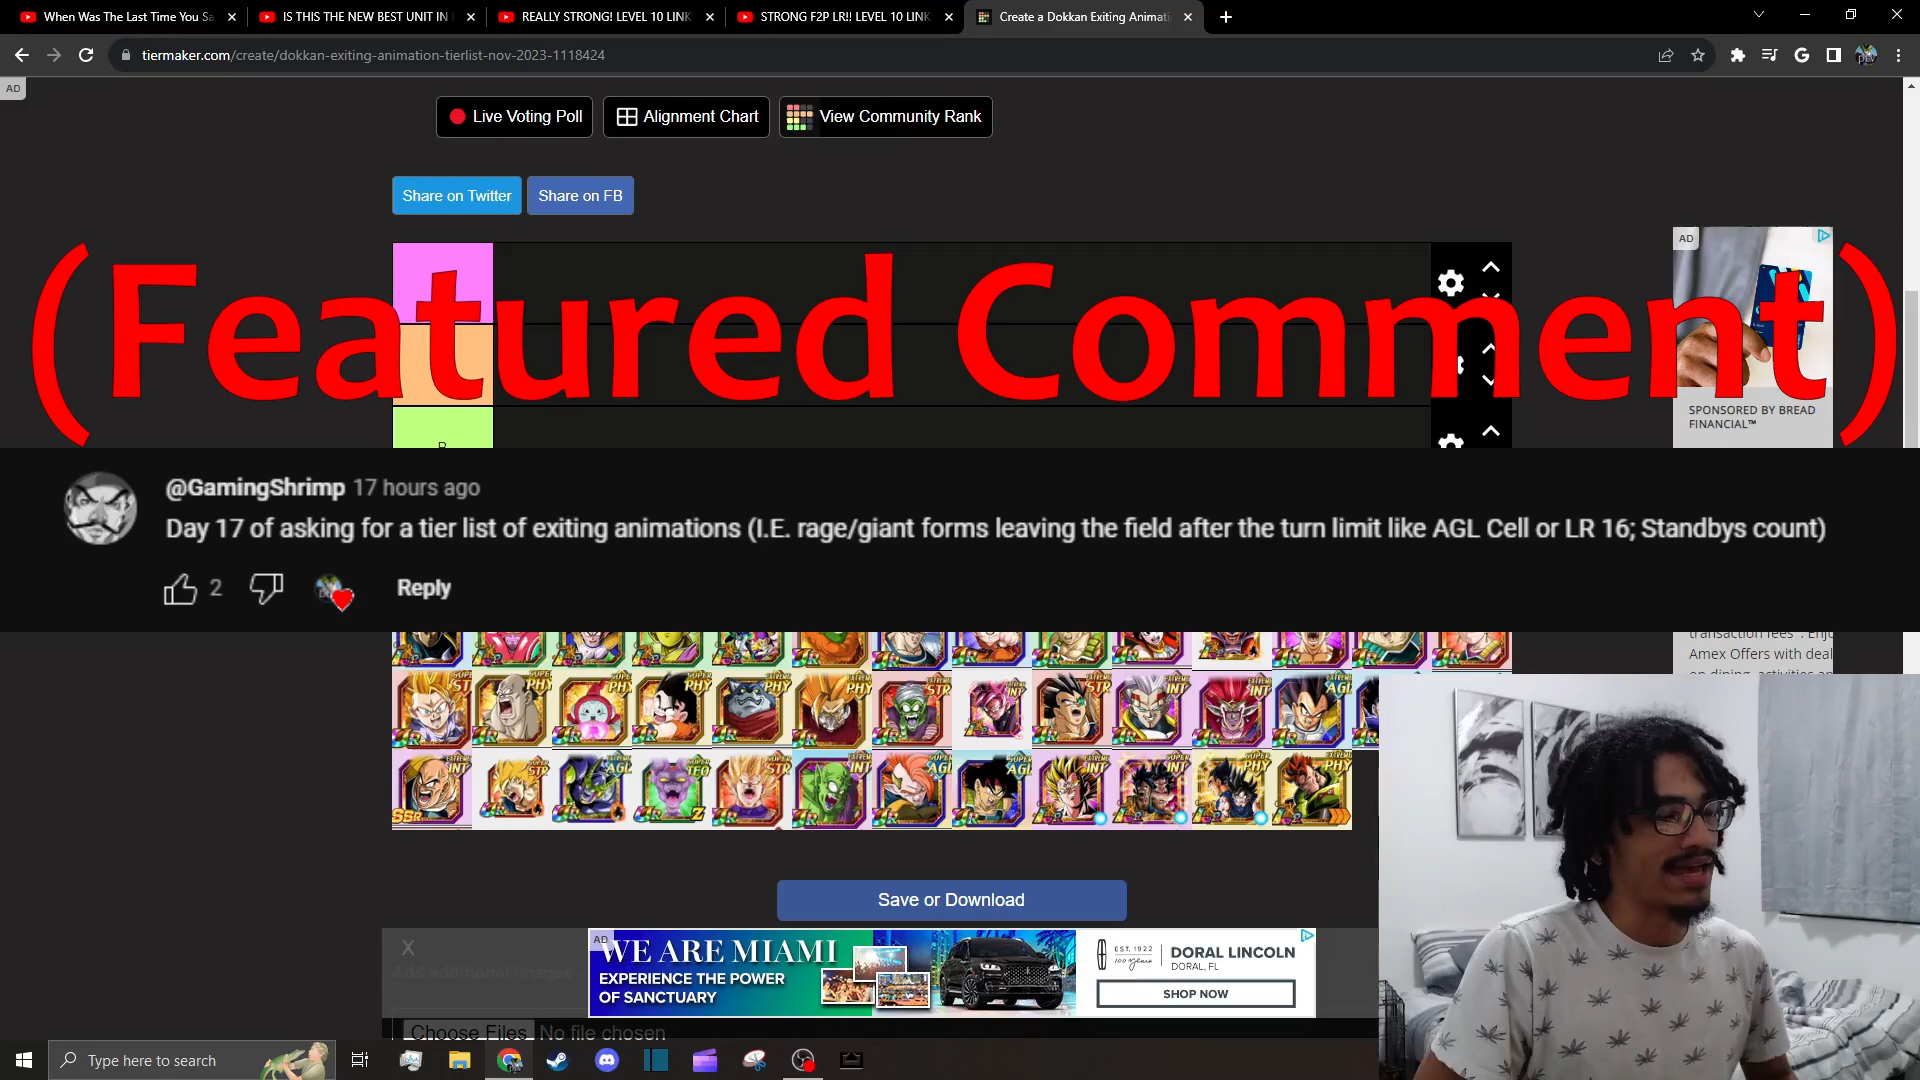 When Was The Last Time You Sa
IS THIS THE NEW BEST UNIT IN
REALLY STRONG! LEVEL 10 LINK
STRONG F2P LR!! LEVEL 10 LINK
Create a Dokkan Exiting Animati
tiermaker.com/create/dokkan-exiting-animation-tierlist-nov-2023-1118424
AD
Live Voting Poll
Alignment Chart
View Community Rank
Share on Twitter
Share on FB
AD
(Featured Comment)
SPONSORED BY BREAD
FINANCIAL™
B
@GamingShrimp 17 hours ago
Day 17 of asking for a tier list of exiting animations (I.E. rage/giant forms leaving the field after the turn limit like AGL Cell or LR 16; Standbys count)
2
Reply
Amex Offers with deal
Save or Download
X
AD
WE ARE MIAMI
EXPERIENCE THE POWER
OF SANCTUARY
EST. 1922
100 years
DORAL LINCOLN
DORAL, FL
SHOP NOW
Add additional images
Choose Files No file chosen
Type here to search